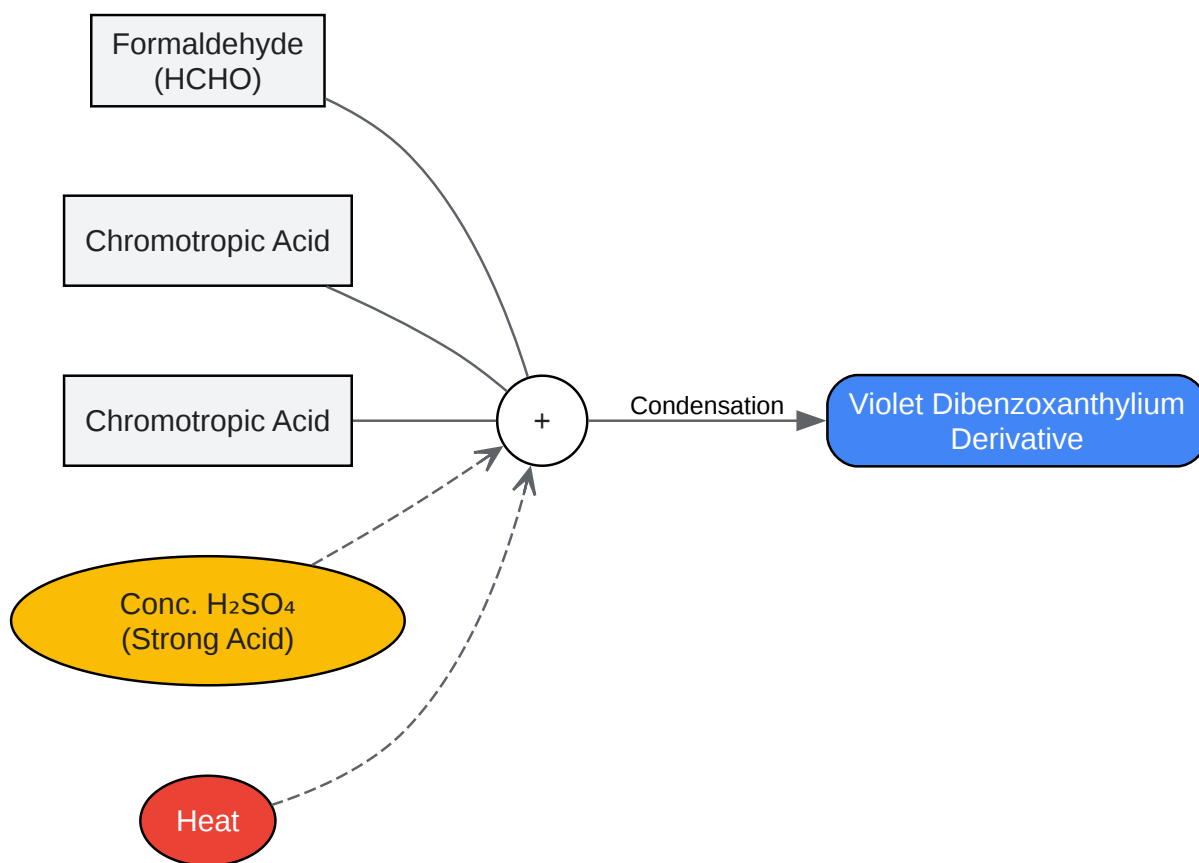 Formaldehyde
(HCHO)
Chromotropic Acid
Chromotropic Acid
+
Condensation
Violet Dibenzoxanthylium
Derivative
Conc. H₂SO₄
(Strong Acid)
Heat